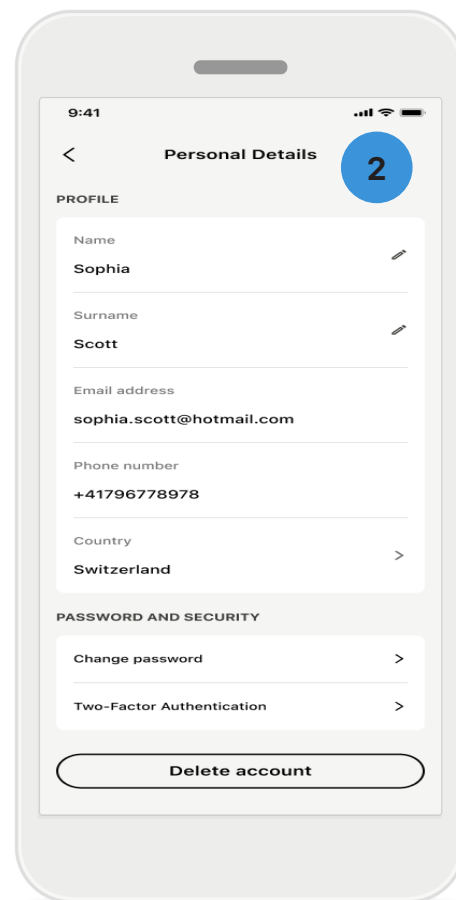 9:41
Personal Details
2
PROFILE
Name
Sophia
Surname
Scott
Email address
sophia.scott@hotmail.com
Phone number
+41796778978
Country
Switzerland
PASSWORD AND SECURITY
Change password
Two-Factor Authentication
Delete account